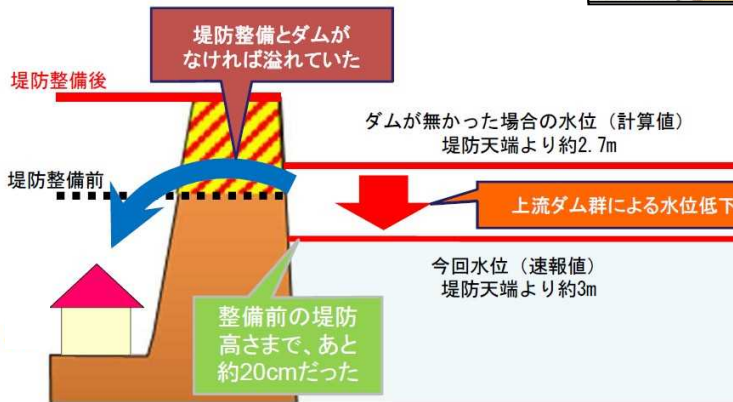 堤防整備とダムが
なければ溢れていた
堤防整備後
ダムが無かった場合の水位（計算値）
堤防天端より約2.7m
堤防整備前
上流ダム群による水位低下
今回水位（速報値）
堤防天端より約3m
整備前の堤防
高さまで、あと
約20cmだった